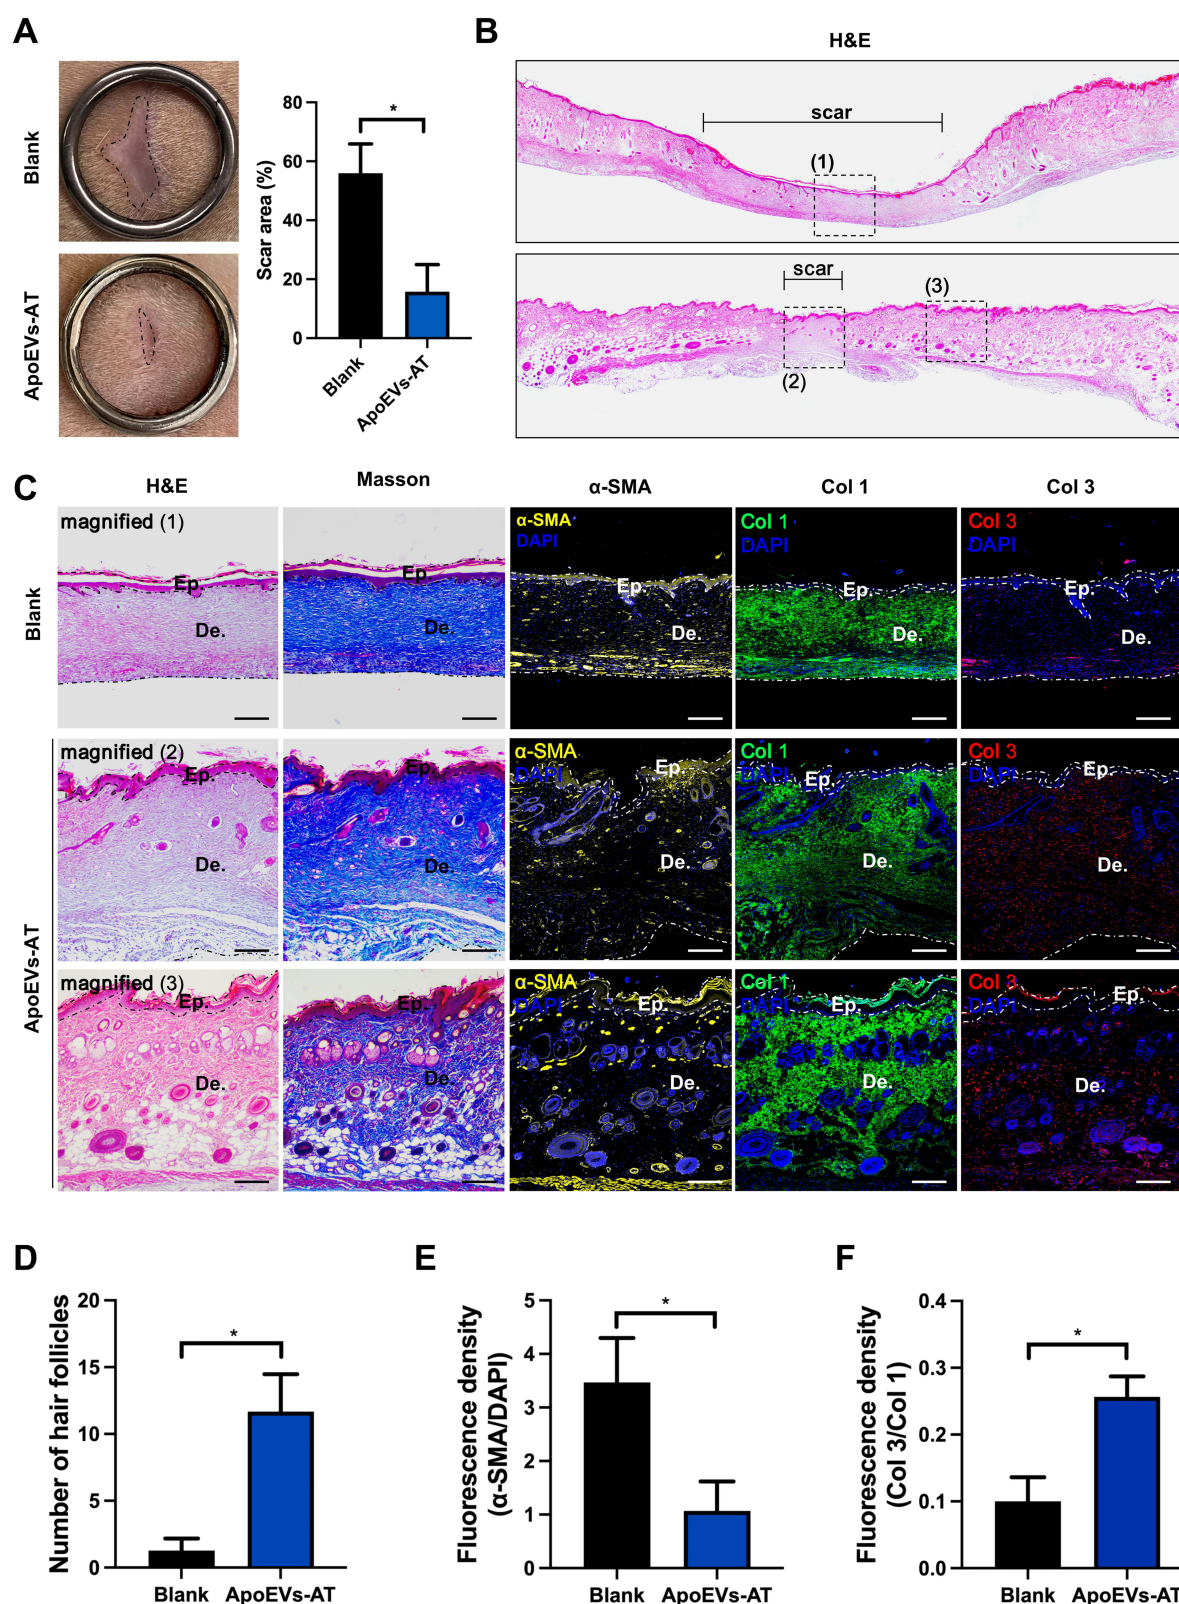 A
Blank
ApoEVs-AT
Scar area (%)
80
60
40
20
0
*
Blank
ApoEVs-AT
B
H&E
scar
(1)
scar
(2)
(3)
C
H&E
Masson
α-SMA
Col 1
Col 3
Blank
magnified (1)
Ep.
De.
Ep.
De.
α-SMA
DAPI
Ep.
De.
Col 1
DAPI
Ep.
De.
Col 3
DAPI
Ep.
De.
ApoEVs-AT
magnified (2)
Ep.
De.
Ep.
De.
α-SMA
DAPI
Ep.
De.
Col 1
DAPI
Ep.
De.
Col 3
DAPI
Ep.
De.
magnified (3)
Ep.
De.
Ep.
De.
α-SMA
DAPI
Ep.
De.
Col 1
DAPI
Ep.
De.
Col 3
DAPI
Ep.
De.
D
Number of hair follicles
20
15
10
5
0
*
Blank
ApoEVs-AT
E
Fluorescence density
(α-SMA/DAPI)
5
4
3
2
1
0
*
Blank
ApoEVs-AT
F
Fluorescence density
(Col 3/Col 1)
0.4
0.3
0.2
0.1
0.0
*
Blank
ApoEVs-AT